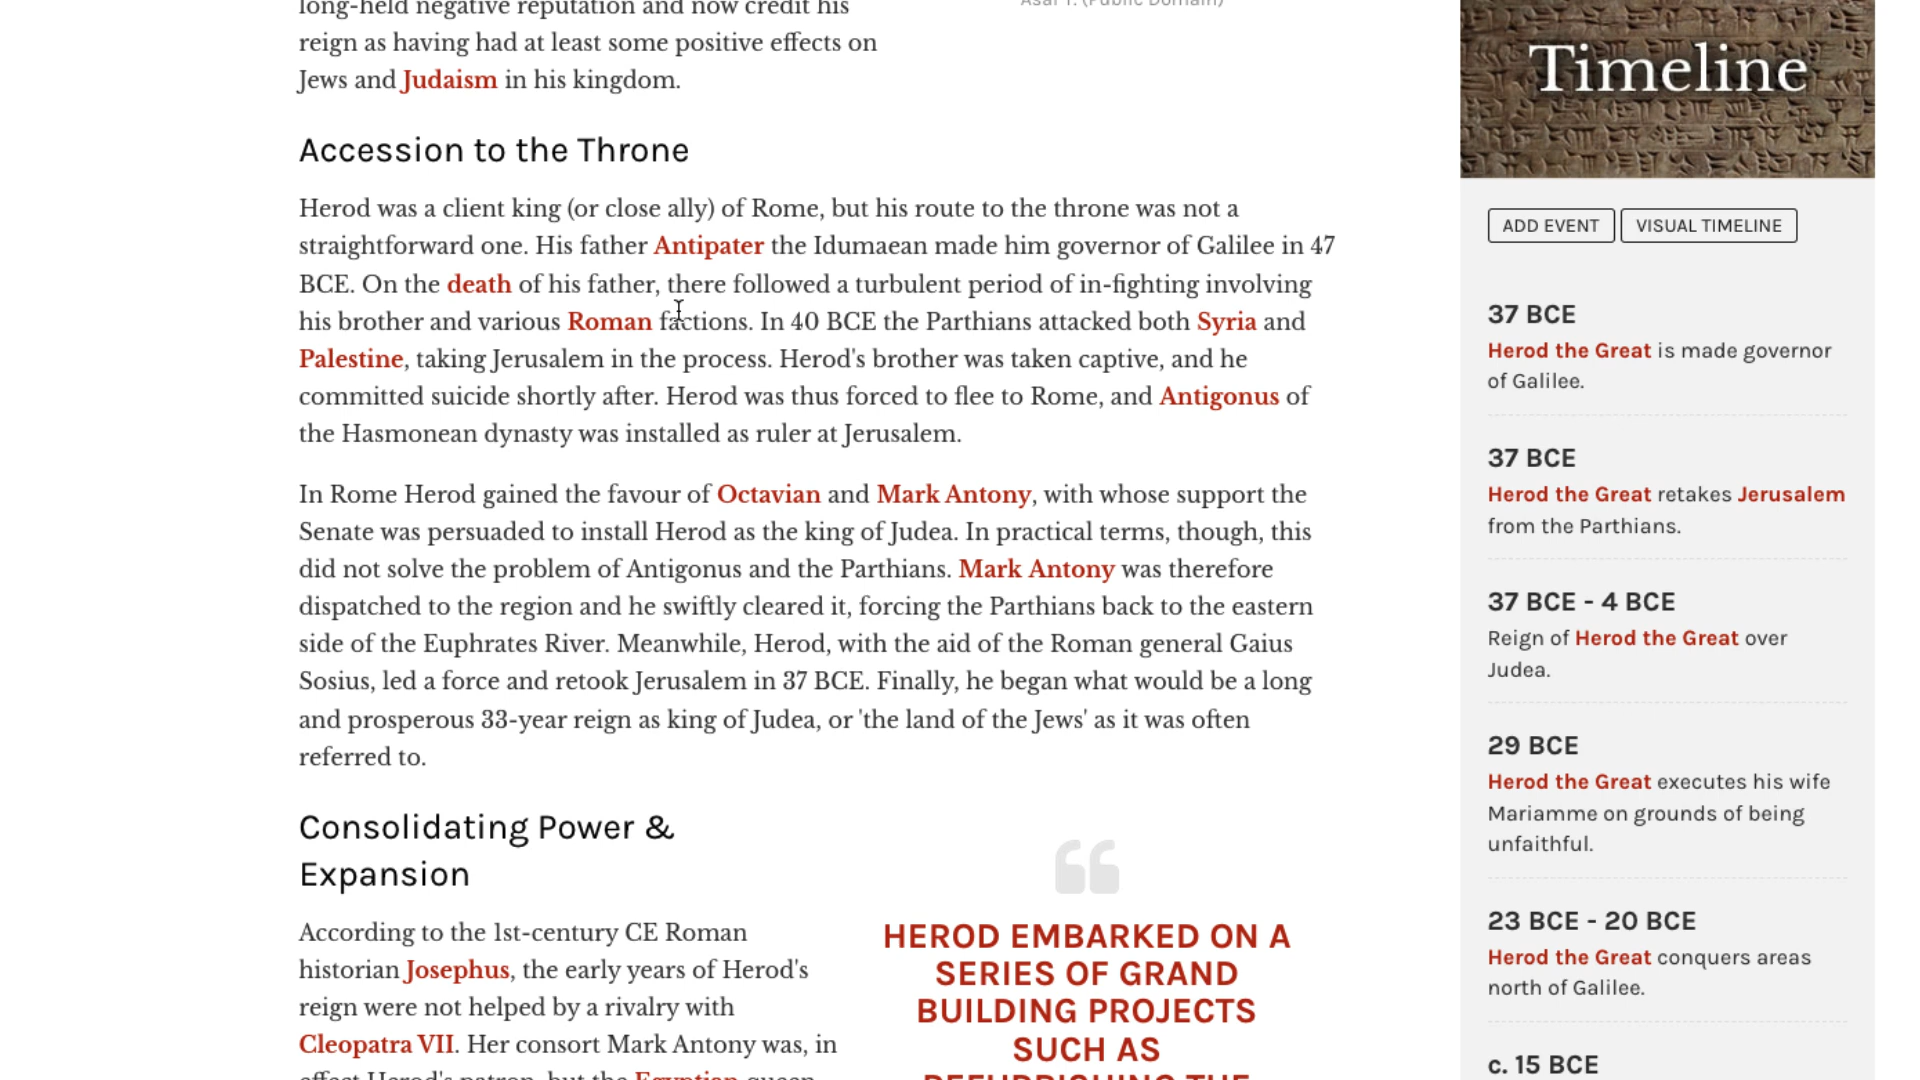 long-held negative reputation and now credit his
reign as having had at least some positive effects on
Jews and Judaism in his kingdom.
Asaf T. (Public Domain)
Accession to the Throne
Herod was a client king (or close ally) of Rome, but his route to the throne was not a
straightforward one. His father Antipater the Idumaean made him governor of Galilee in 47
BCE. On the death of his father, there followed a turbulent period of in-fighting involving
his brother and various Roman factions. In 40 BCE the Parthians attacked both Syria and
Palestine, taking Jerusalem in the process. Herod's brother was taken captive, and he
committed suicide shortly after. Herod was thus forced to flee to Rome, and Antigonus of
the Hasmonean dynasty was installed as ruler at Jerusalem.
In Rome Herod gained the favour of Octavian and Mark Antony, with whose support the
Senate was persuaded to install Herod as the king of Judea. In practical terms, though, this
did not solve the problem of Antigonus and the Parthians. Mark Antony was therefore
dispatched to the region and he swiftly cleared it, forcing the Parthians back to the eastern
side of the Euphrates River. Meanwhile, Herod, with the aid of the Roman general Gaius
Sosius, led a force and retook Jerusalem in 37 BCE. Finally, he began what would be a long
and prosperous 33-year reign as king of Judea, or 'the land of the Jews' as it was often
referred to.
Consolidating Power &
Expansion
According to the 1st-century CE Roman
historian Josephus, the early years of Herod's
reign were not helped by a rivalry with
Cleopatra VII. Her consort Mark Antony was, in
effect Herod's patron, but the Egyptian queen
HEROD EMBARKED ON A
SERIES OF GRAND
BUILDING PROJECTS
SUCH AS
REFURBISHING THE
Timeline
ADD EVENT
VISUAL TIMELINE
37 BCE
Herod the Great is made governor
of Galilee.
37 BCE
Herod the Great retakes Jerusalem
from the Parthians.
37 BCE - 4 BCE
Reign of Herod the Great over
Judea.
29 BCE
Herod the Great executes his wife
Mariamme on grounds of being
unfaithful.
23 BCE - 20 BCE
Herod the Great conquers areas
north of Galilee.
c. 15 BCE